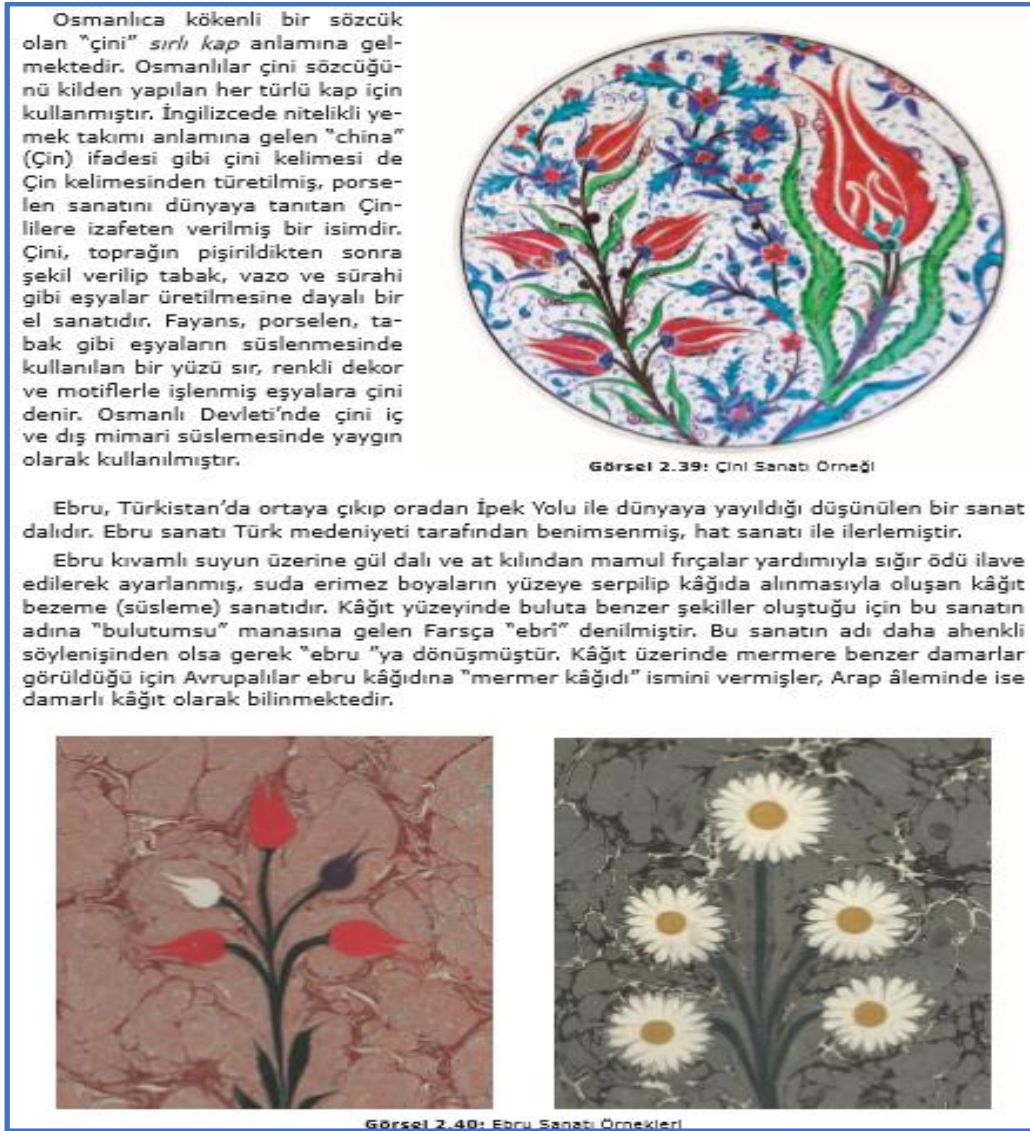 Osmanlıca kökenli bir sözcük
olan “çini” sırlı kap anlamına gel-
mektedir. Osmanlılar çini sözcüğü-
nü kilden yapılan her türlü kap için
kullanmıştır. İngilizcede nitelikli ye-
mek takımı anlamına gelen “china”
(Çin) ifadesi gibi çini kelimesi de
Çin kelimesinden türetilmiş, porse-
len sanatını dünyaya tanıtan Çin-
lilere izafeten verilmiş bir isimdir.
Çini, toprağın pişirildikten sonra
şekil verilip tabak, vazo ve sürahi
gibi eşyalar üretilmesine dayalı bir
el sanatıdır. Fayans, porselen, ta-
bak gibi eşyaların süslenmesinde
kullanılan bir yüzü sır, renkli dekor
ve motiflerle işlenmiş eşyalara çini
denir. Osmanlı Devleti’nde çini iç
ve dış mimari süslemesinde yaygın
olarak kullanılmıştır.
Görsel 2.39: Çini Sanatı Örneği
Ebru, Türkistan’da ortaya çıkıp oradan İpek Yolu ile dünyaya yayıldığı düşünülen bir sanat
dalıdır. Ebru sanatı Türk medeniyeti tarafından benimsenmiş, hat sanatı ile ilerlemiştir.
Ebru kıvamlı suyun üzerine gül dalı ve at kılından mamul fırçalar yardımıyla sığır ödü ilave
edilerek ayarlanmış, suda erimez boyaların yüzeye serpilip kâğıda alınmasıyla oluşan kâğıt
bezeme (süsleme) sanatıdır. Kâğıt yüzeyinde buluta benzer şekiller oluştuğu için bu sanatın
adına “bulutumsu” manasına gelen Farsça “ebrî” denilmiştir. Bu sanatın adı daha ahenkli
söylenişinden olsa gerek “ebru ”ya dönüşmüştür. Kâğıt üzerinde mermere benzer damarlar
görüldüğü için Avrupalılar ebru kâğıdına “mermer kâğıdı” ismini vermişler, Arap âleminde ise
damarlı kâğıt olarak bilinmektedir.
Görsel 2.40: Ebru Sanatı Örnekleri